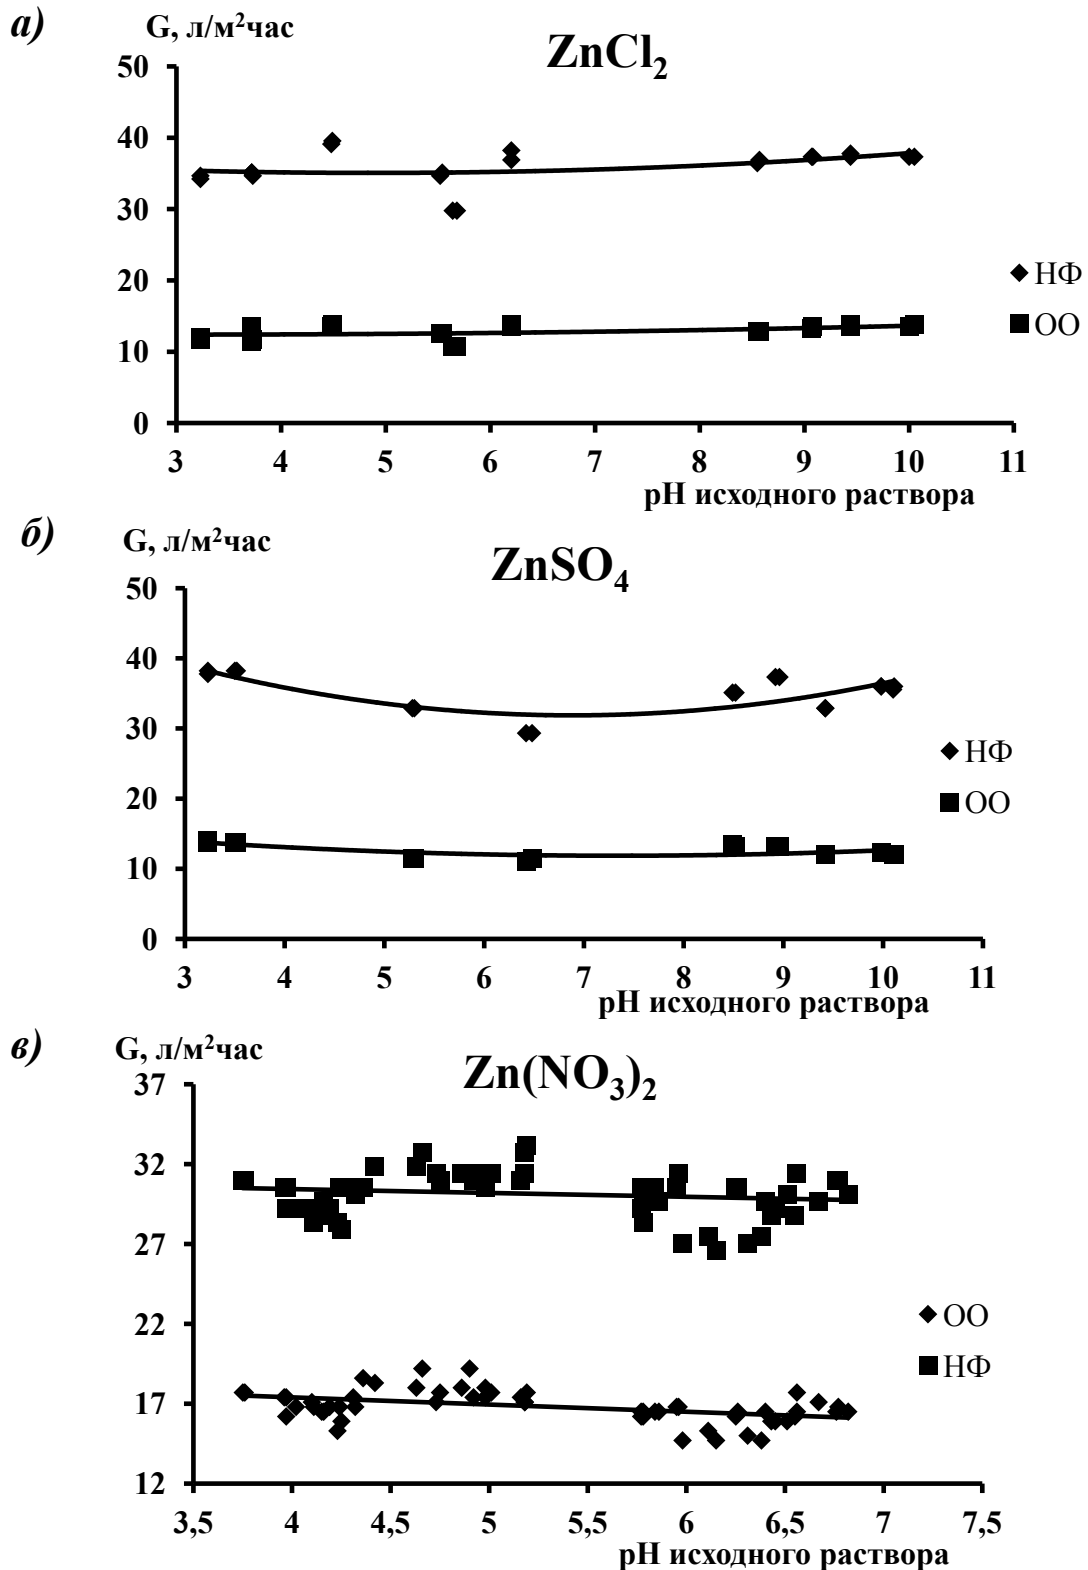 а)
G, л/м²час
ZnCl₂
50
40
30
20
10
0
НФ
ОО
3 4 5 6 7 8 9 10 11
pH исходного раствора
б)
G, л/м²час
ZnSO₄
50
40
30
20
10
0
НФ
ОО
3 4 5 6 7 8 9 10 11
pH исходного раствора
в)
G, л/м²час
Zn(NO₃)₂
37
32
27
22
17
12
ОО
НФ
3,5 4 4,5 5 5,5 6 6,5 7 7,5
pH исходного раствора